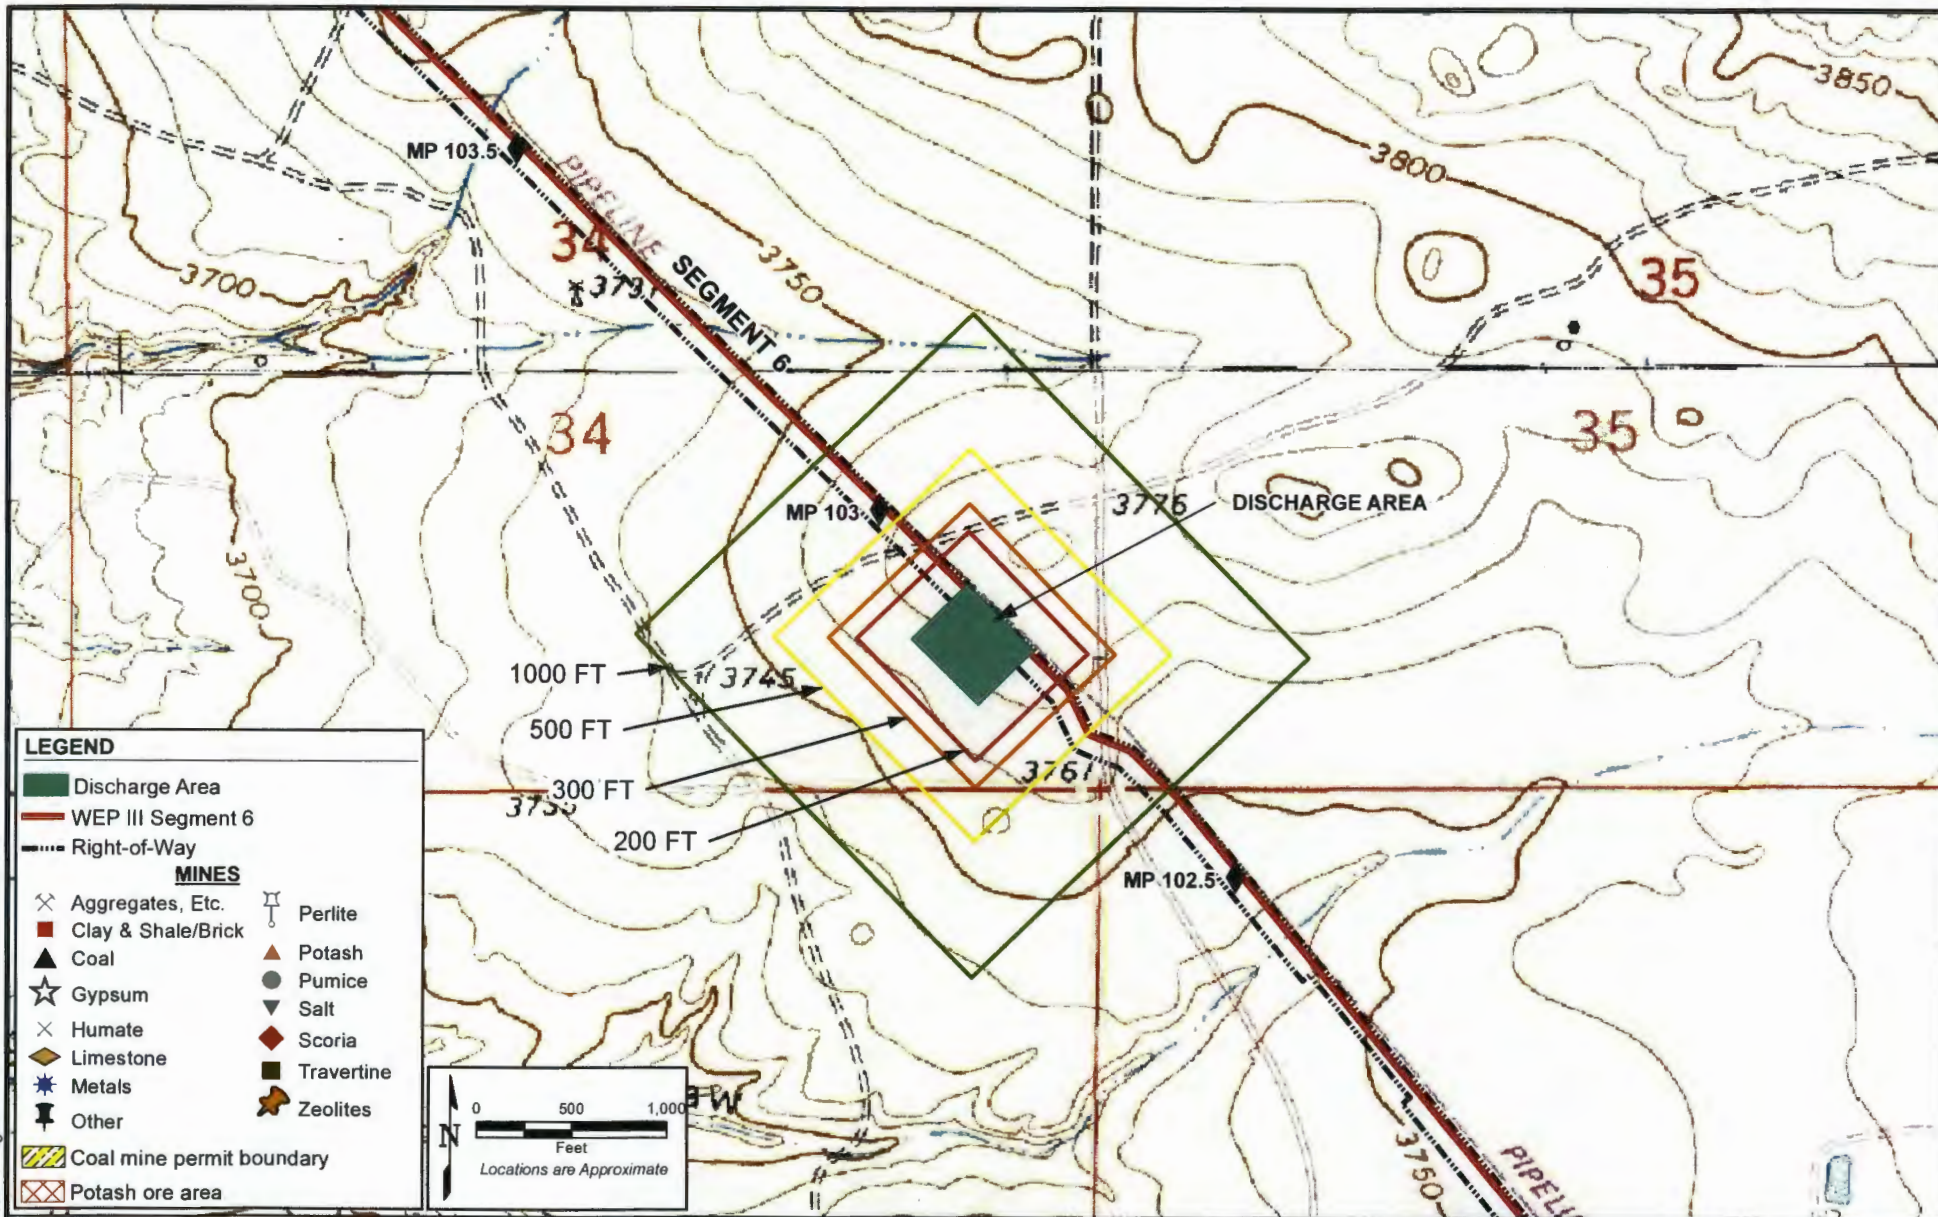 3850
3800
MP 103.5
PIPELINE
34
3700
3750
SEGMENT 6
35
34
35
MP 103
3776
DISCHARGE AREA
3700
1000 FT
3745
500 FT
3761
300 FT
200 FT
MP 102.5
3750
LEGEND
Discharge Area
WEP III Segment 6
Right-of-Way
MINES
Aggregates, Etc.
Clay & Shale/Brick
Coal
Gypsum
Humate
Limestone
Metals
Other
Perlite
Potash
Pumice
Salt
Scoria
Travertine
Zeolites
Coal mine permit boundary
Potash ore area
N
0 500 1,000
Feet
Locations are Approximate